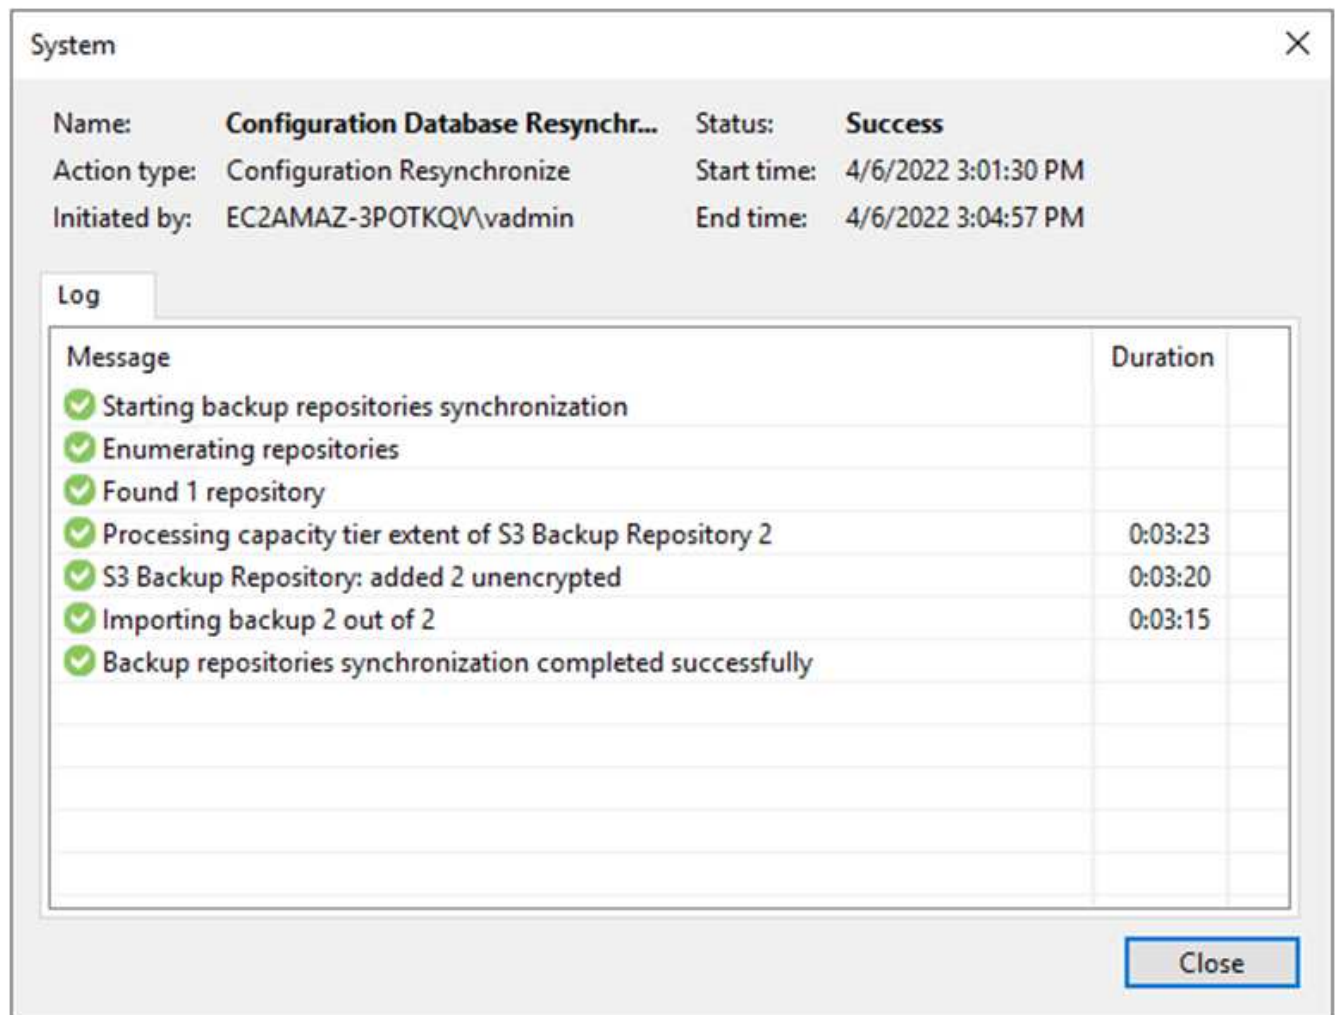 System
Name: Configuration Database Resynchr... Status: Success
Action type: Configuration Resynchronize Start time: 4/6/2022 3:01:30 PM
Initiated by: EC2AMAZ-3POTKQV\vadmin End time: 4/6/2022 3:04:57 PM
Log
Message Duration
Starting backup repositories synchronization
Enumerating repositories
Found 1 repository
Processing capacity tier extent of S3 Backup Repository 2 0:03:23
S3 Backup Repository: added 2 unencrypted 0:03:20
Importing backup 2 out of 2 0:03:15
Backup repositories synchronization completed successfully
Close